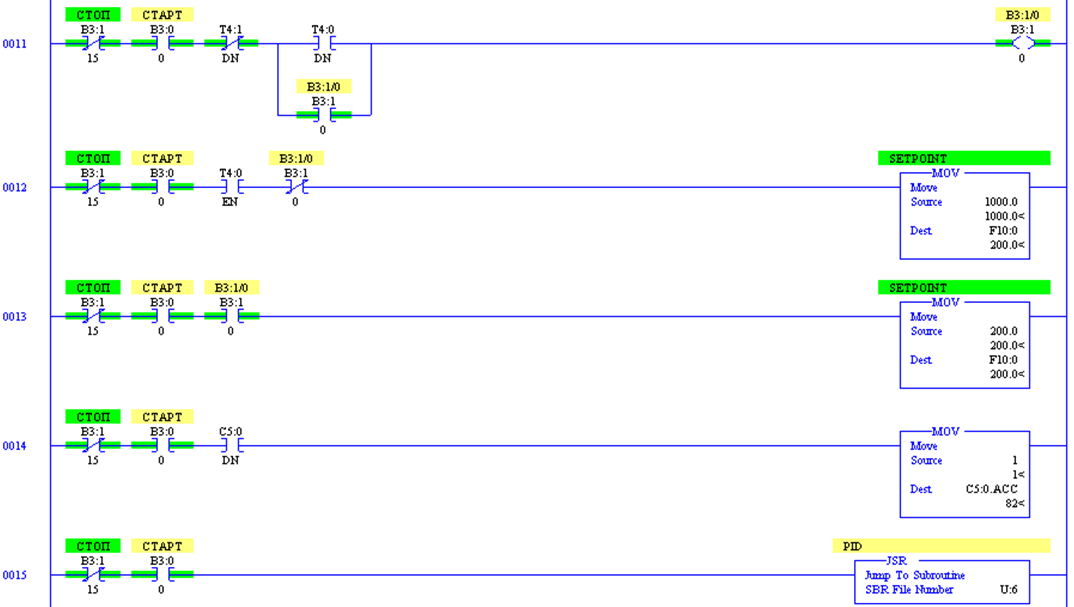 СТОП СТАРТ B3:1/0
B3:1 B3:0 T4:1 T4:0 B3:1
0011
15 0 DN DN 0
B3:1/0
B3:1
0
СТОП СТАРТ B3:1/0 SETPOINT
B3:1 B3:0 T4:0 B3:1 MOV
0012 Move
15 0 EN 0 Source 1000.0
1000.0<
Dest F10:0
200.0<
СТОП СТАРТ B3:1/0 SETPOINT
B3:1 B3:0 B3:1 MOV
0013 Move
15 0 0 Source 200.0
200.0<
Dest F10:0
200.0<
СТОП СТАРТ
B3:1 B3:0 C5:0 MOV
0014 Move
15 0 DN Source 1
1<
Dest C5:0.ACC
82<
СТОП СТАРТ PID
B3:1 B3:0 JSR
0015 Jump To Subroutine
15 0 SBR File Number U:6